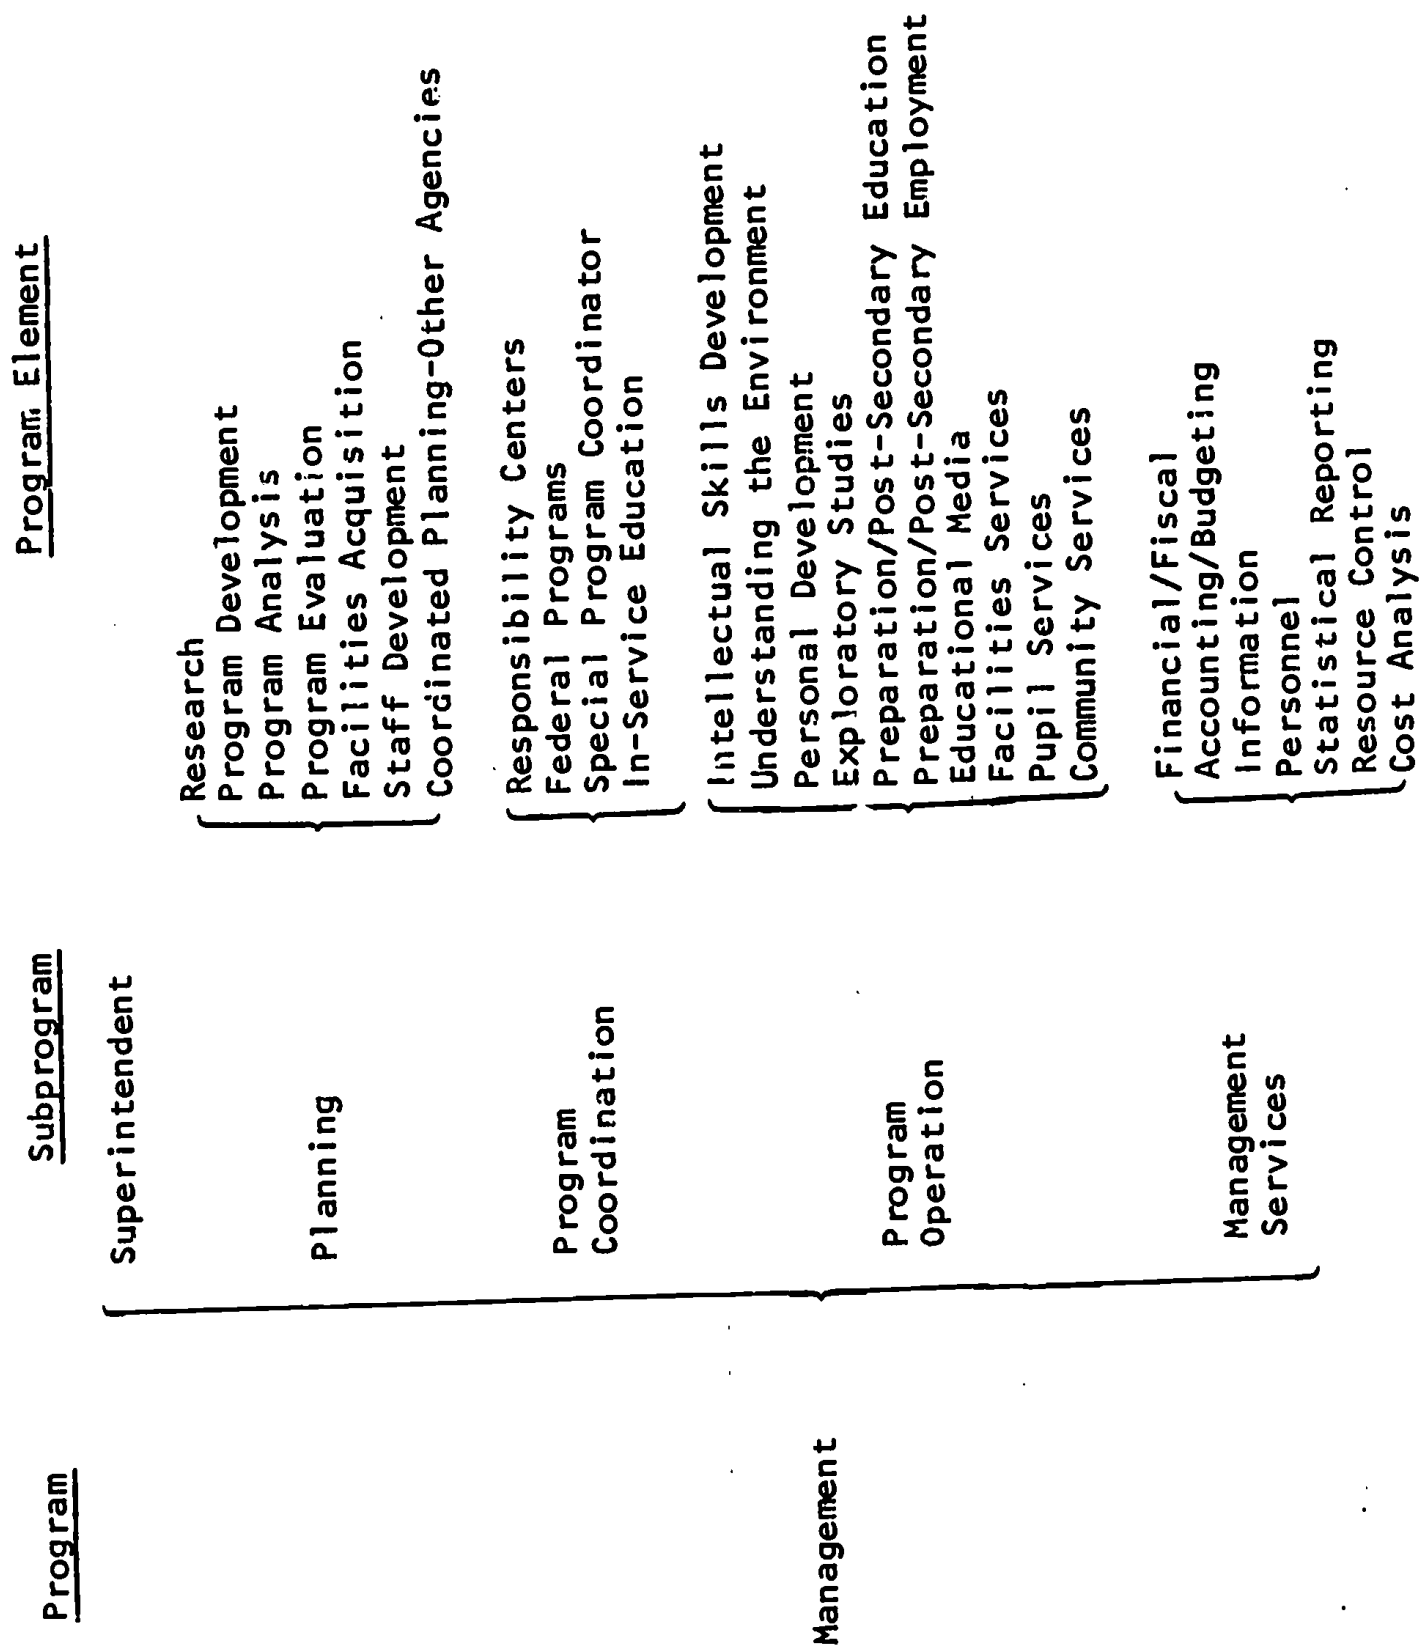 Program
Subprogram
Program Element
Superintendent
Research
Program Development
Program Analysis
Program Evaluation
Facilities Acquisition
Staff Development
Coordinated Planning-Other Agencies
Planning
Responsibility Centers
Federal Programs
Special Program Coordinator
In-Service Education
Program
Coordination
Intellectual Skills Development
Understanding the Environment
Personal Development
Exploratory Studies
Preparation/Post-Secondary Education
Preparation/Post-Secondary Employment
Educational Media
Facilities Services
Pupil Services
Community Services
Management
Program
Operation
Financial/Fiscal
Accounting/Budgeting
Information
Personnel
Statistical Reporting
Resource Control
Cost Analysis
Management
Services